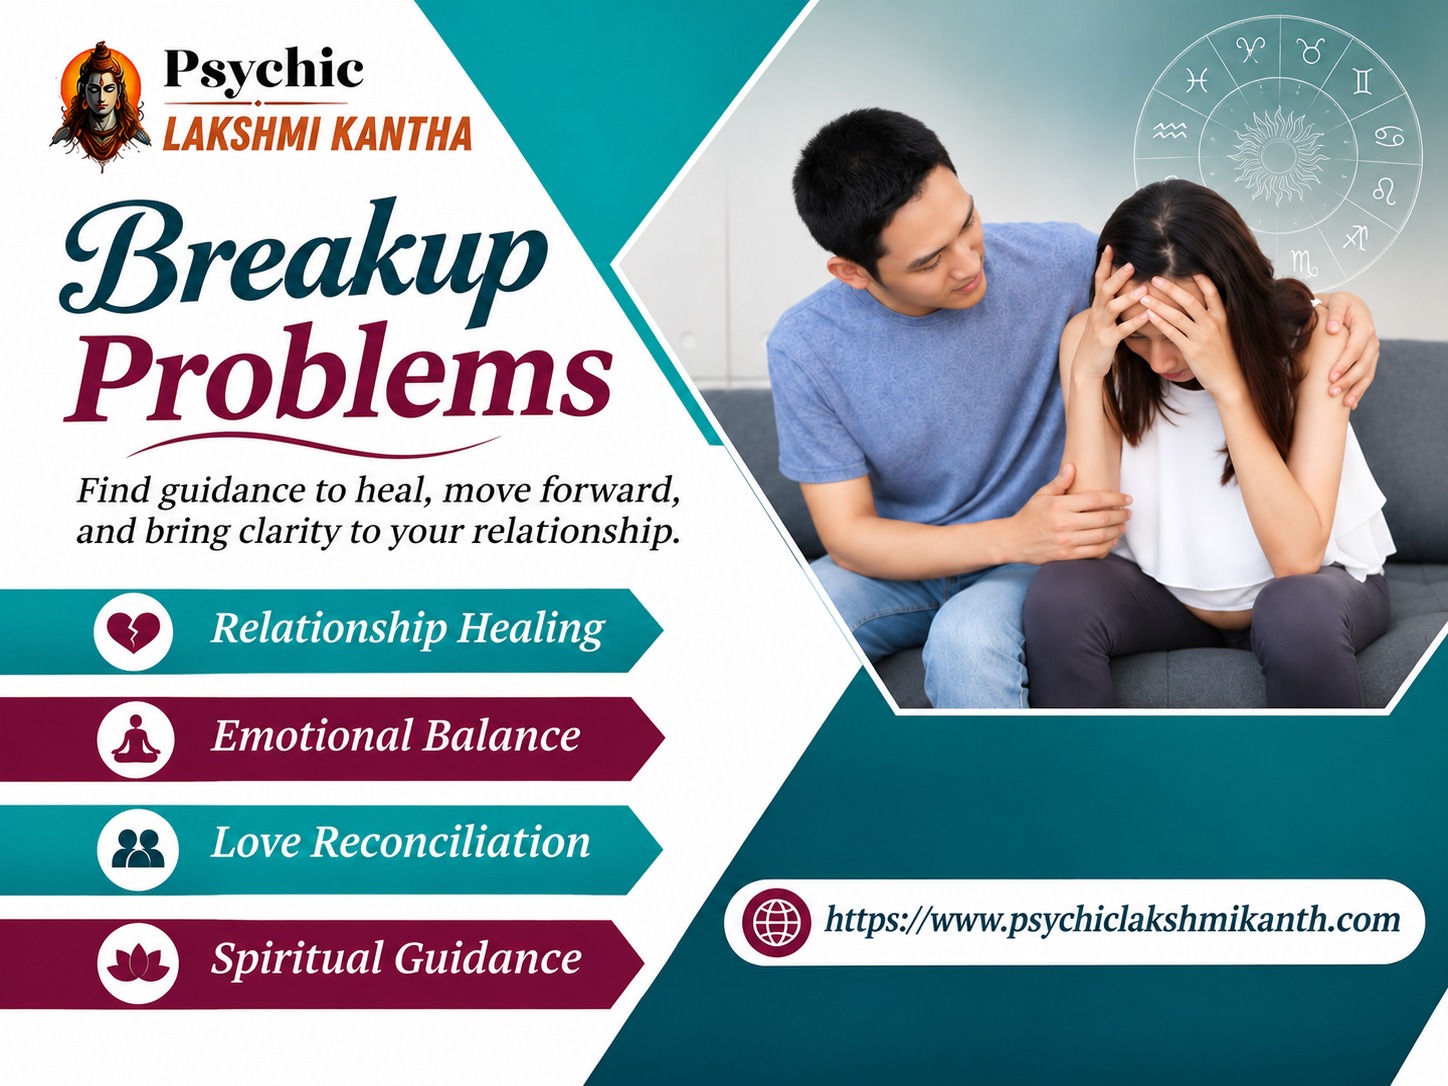 Psychic
LAKSHMI KANTHA
Breakup
Problems
Find guidance to heal, move forward,
and bring clarity to your relationship.
Relationship Healing
Emotional Balance
Love Reconciliation
Spiritual Guidance
https://www.psychiclakshmikanth.com